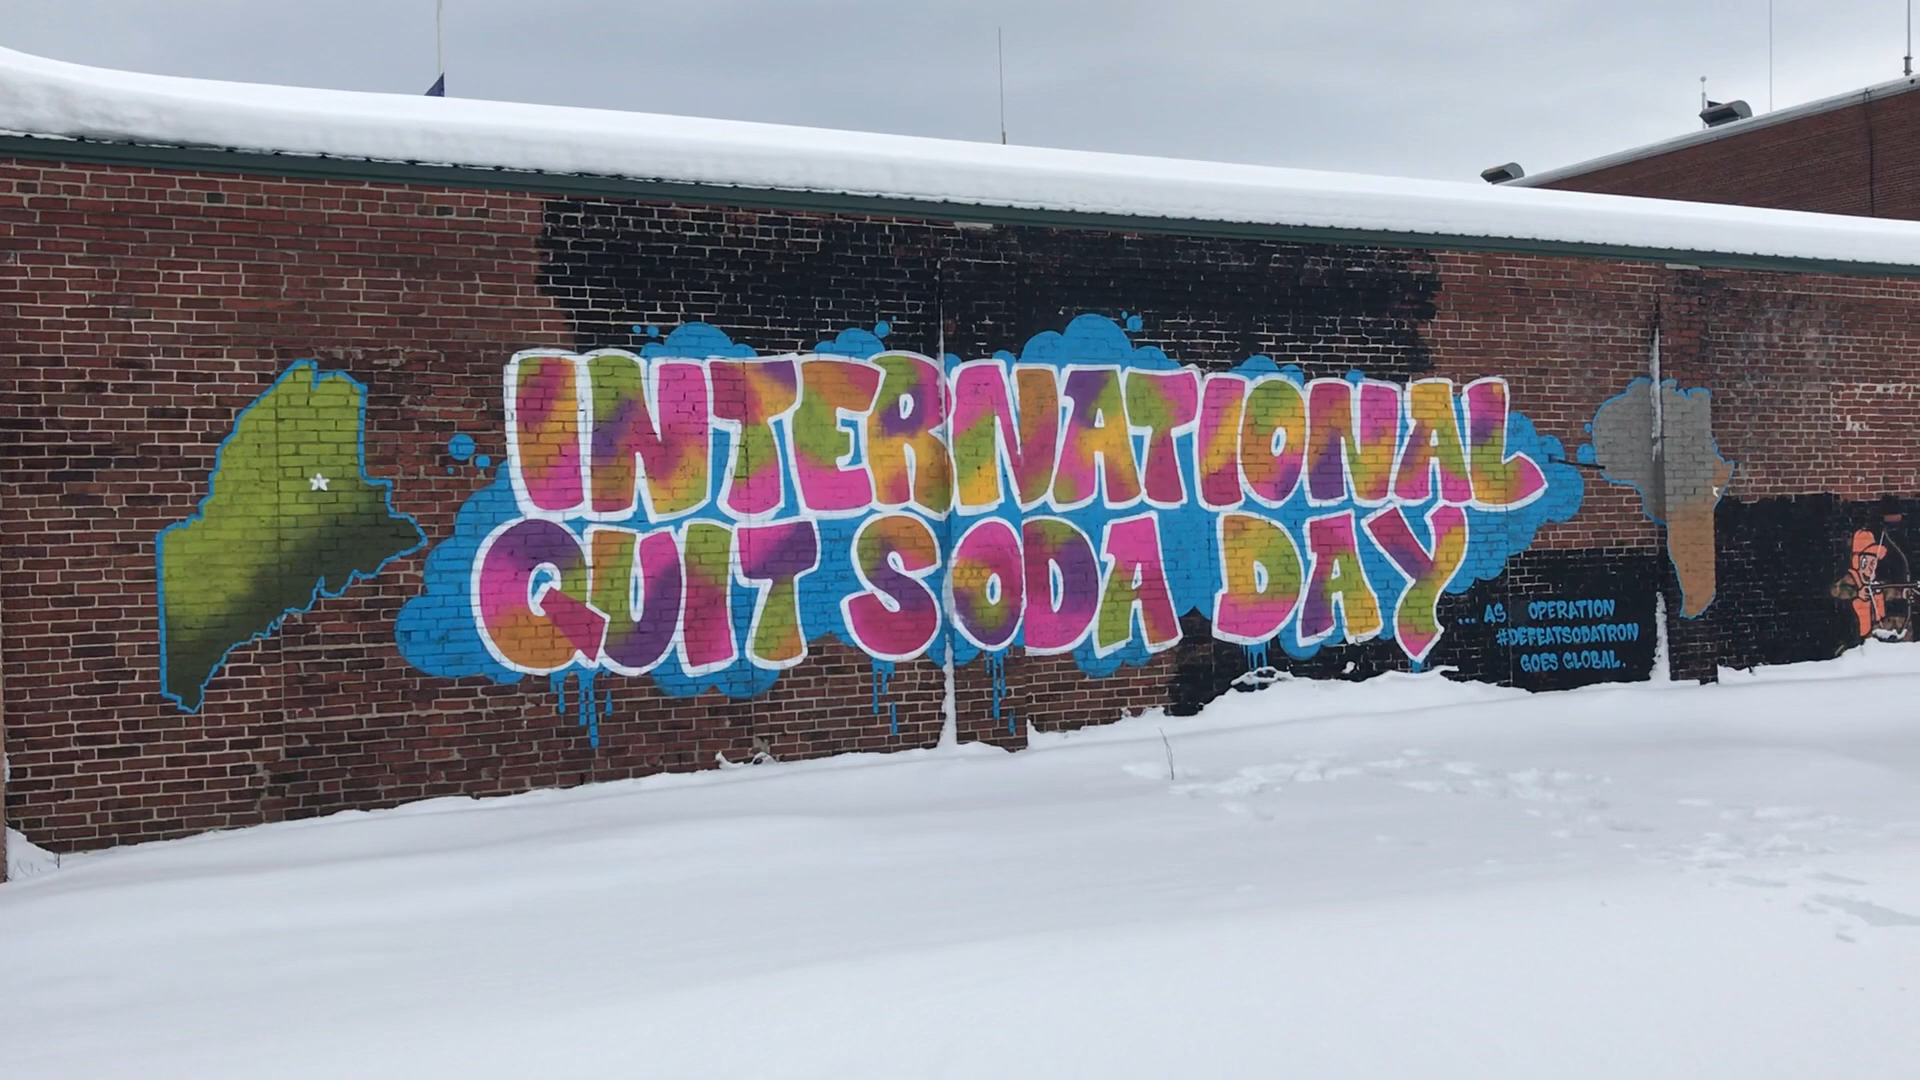 INTERNATIONAL
QUIT SODA DAY
... AS OPERATION
#DEFEATSODATRON
GOES GLOBAL.